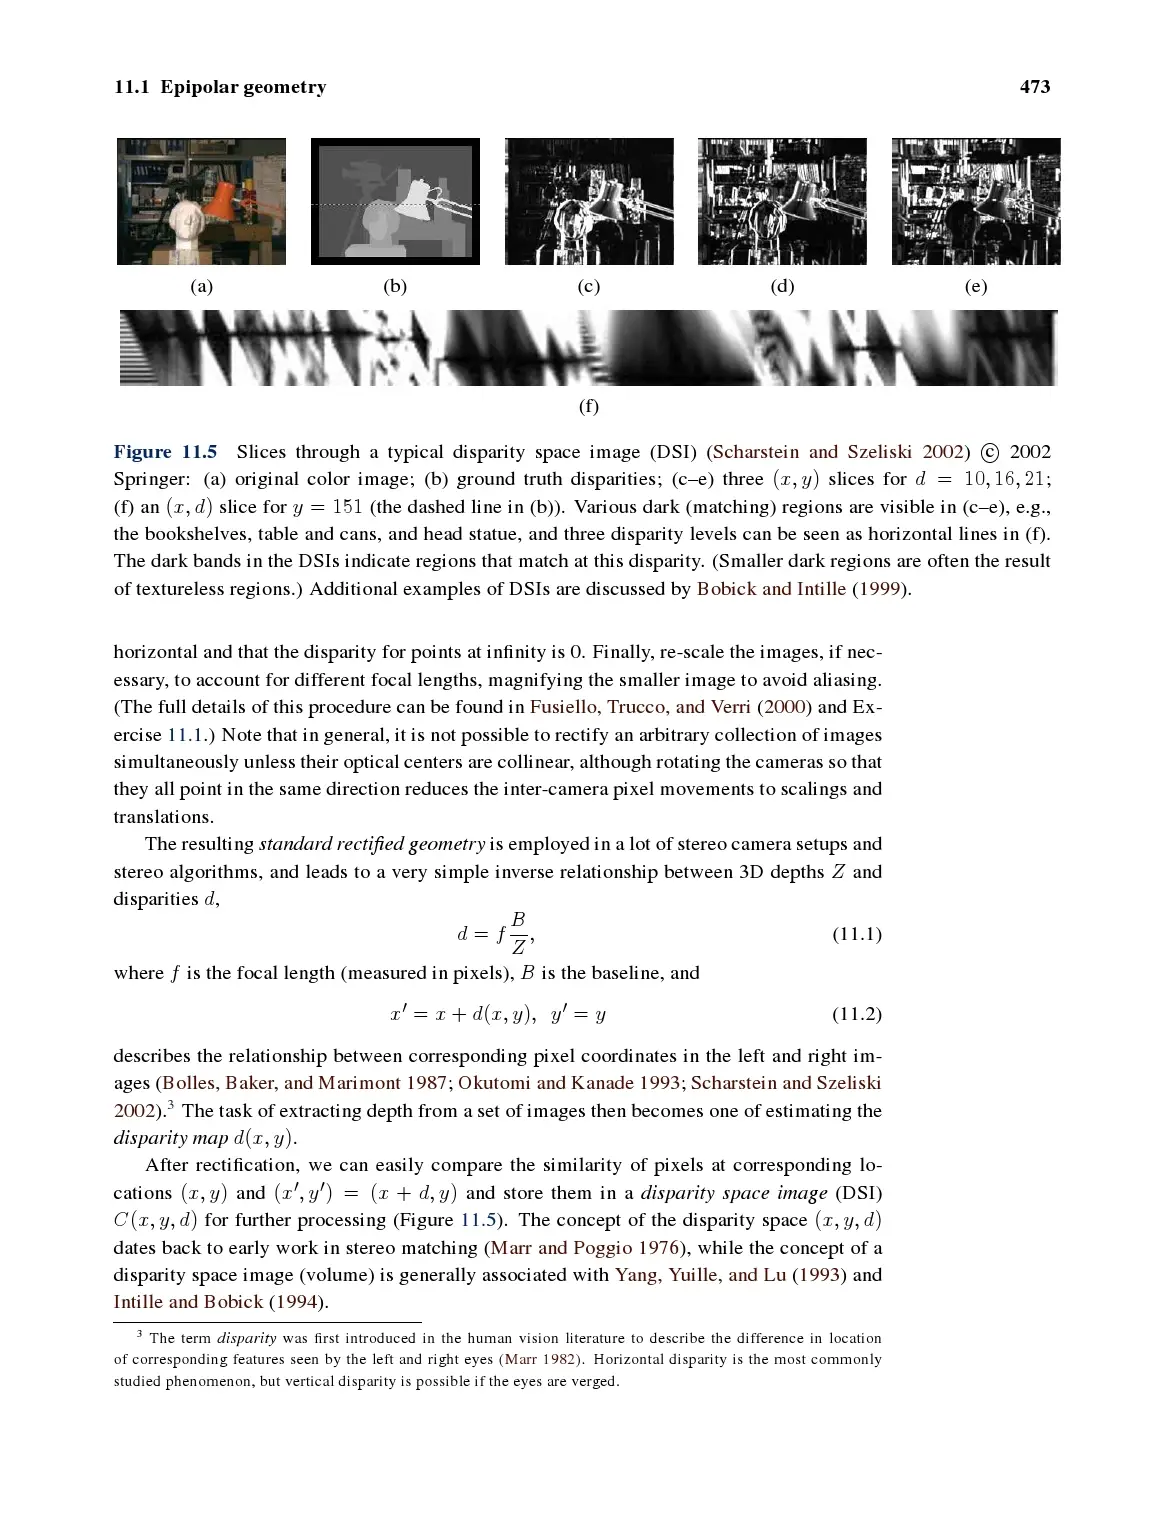 11.1 Epipolar geometry 473
(a) (b) (c) (d) (e)
(f)
Figure 11.5 Slices through a typical disparity space image (DSI) (Scharstein and Szeliski 2002) © 2002
Springer: (a) original color image; (b) ground truth disparities; (c–e) three (x, y) slices for d = 10, 16, 21;
(f) an (x, d) slice for y = 151 (the dashed line in (b)). Various dark (matching) regions are visible in (c–e), e.g.,
the bookshelves, table and cans, and head statue, and three disparity levels can be seen as horizontal lines in (f).
The dark bands in the DSIs indicate regions that match at this disparity. (Smaller dark regions are often the result
of textureless regions.) Additional examples of DSIs are discussed by Bobick and Intille (1999).
horizontal and that the disparity for points at infinity is 0. Finally, re-scale the images, if nec-
essary, to account for different focal lengths, magnifying the smaller image to avoid aliasing.
(The full details of this procedure can be found in Fusiello, Trucco, and Verri (2000) and Ex-
ercise 11.1.) Note that in general, it is not possible to rectify an arbitrary collection of images
simultaneously unless their optical centers are collinear, although rotating the cameras so that
they all point in the same direction reduces the inter-camera pixel movements to scalings and
translations.
The resulting standard rectified geometry is employed in a lot of stereo camera setups and
stereo algorithms, and leads to a very simple inverse relationship between 3D depths Z and
disparities d,
d = f B/Z, (11.1)
where f is the focal length (measured in pixels), B is the baseline, and
x′ = x + d(x, y), y′ = y (11.2)
describes the relationship between corresponding pixel coordinates in the left and right im-
ages (Bolles, Baker, and Marimont 1987; Okutomi and Kanade 1993; Scharstein and Szeliski
2002).³ The task of extracting depth from a set of images then becomes one of estimating the
disparity map d(x, y).
After rectification, we can easily compare the similarity of pixels at corresponding lo-
cations (x, y) and (x′, y′) = (x + d, y) and store them in a disparity space image (DSI)
C(x, y, d) for further processing (Figure 11.5). The concept of the disparity space (x, y, d)
dates back to early work in stereo matching (Marr and Poggio 1976), while the concept of a
disparity space image (volume) is generally associated with Yang, Yuille, and Lu (1993) and
Intille and Bobick (1994).
³ The term disparity was first introduced in the human vision literature to describe the difference in location
of corresponding features seen by the left and right eyes (Marr 1982). Horizontal disparity is the most commonly
studied phenomenon, but vertical disparity is possible if the eyes are verged.